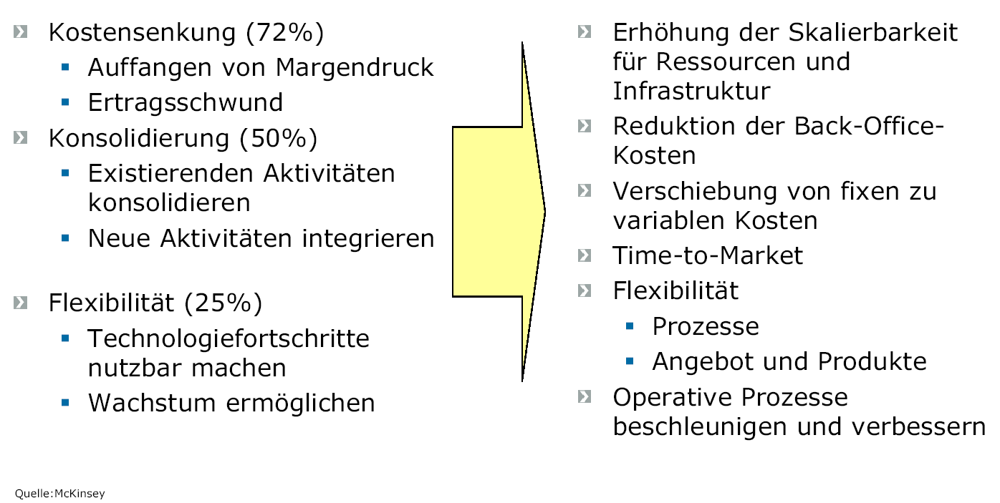 Kostensenkung (72%)
Auffangen von Margendruck
Ertragsschwund
Konsolidierung (50%)
Existierenden Aktivitäten
konsolidieren
Neue Aktivitäten integrieren
Flexibilität (25%)
Technologiefortschritte
nutzbar machen
Wachstum ermöglichen
Erhöhung der Skalierbarkeit
für Ressourcen und
Infrastruktur
Reduktion der Back-Office-
Kosten
Verschiebung von fixen zu
variablen Kosten
Time-to-Market
Flexibilität
Prozesse
Angebot und Produkte
Operative Prozesse
beschleunigen und verbessern
Quelle:McKinsey